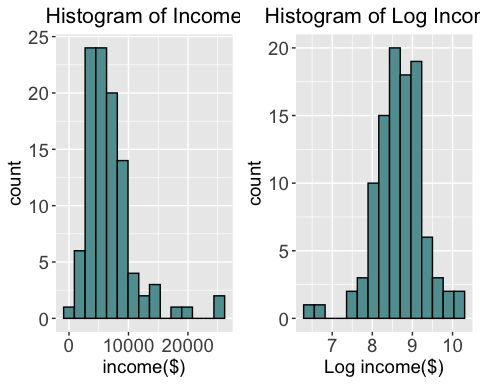 Histogram of Income
25
20
15
10
5
0
count
0 10000 20000
income($)
Histogram of Log Incor
20
15
10
5
0
count
7 8 9 10
Log income($)